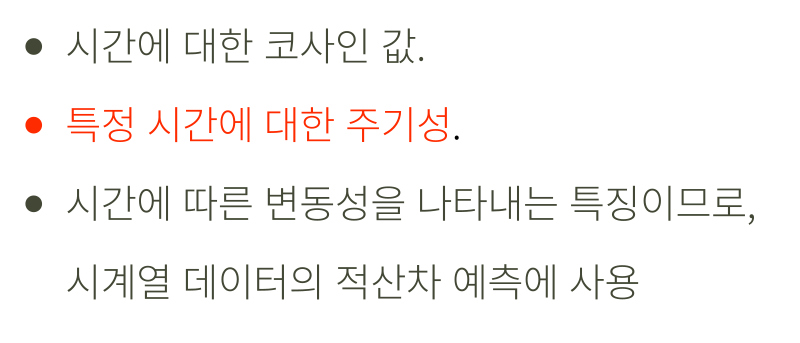 ● 시간에 대한 코사인 값.
● 특정 시간에 대한 주기성.
● 시간에 따른 변동성을 나타내는 특징이므로,
시계열 데이터의 적산차 예측에 사용